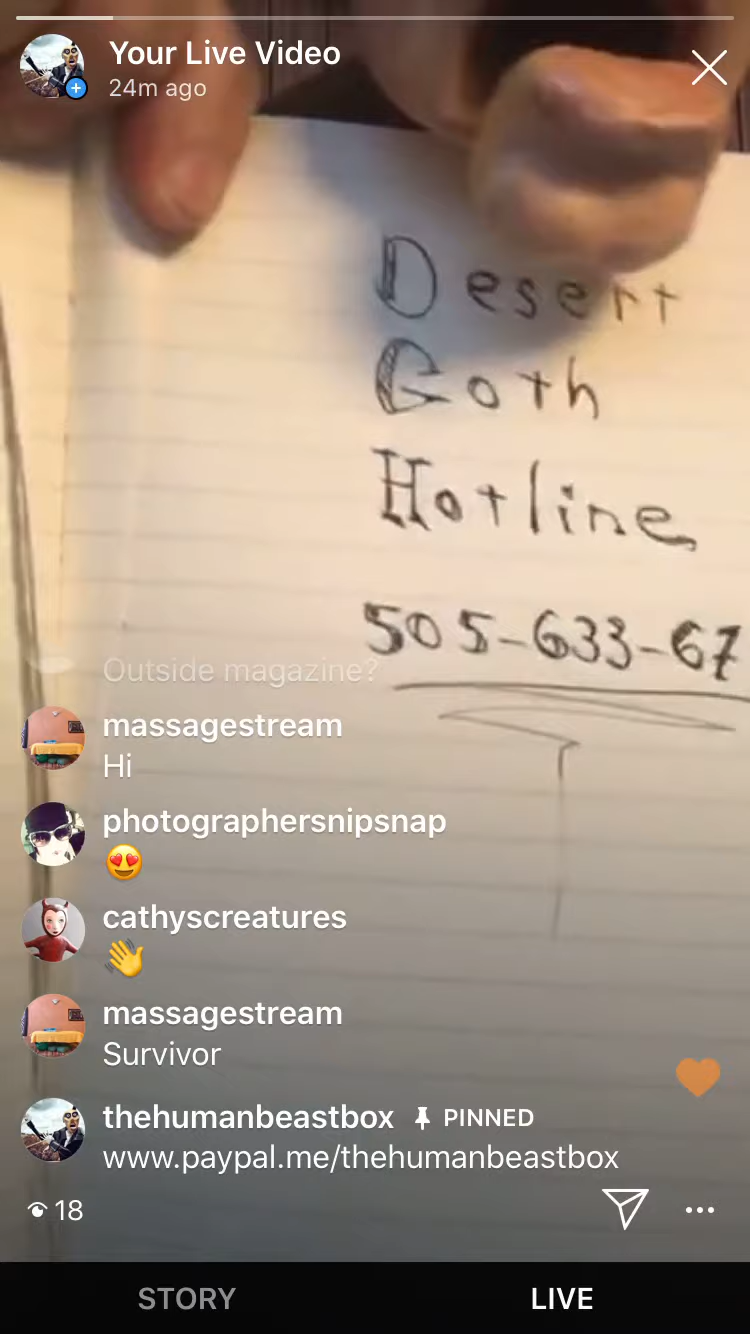 Your Live Video
24m ago
Desert
Goth
Hotline
505-633-67
Outside magazine?
massagestream
Hi
photographersnipsnap
😍
cathyscreatures
👋
massagestream
Survivor
thehumanbeastbox PINNED
www.paypal.me/thehumanbeastbox
18
STORY LIVE